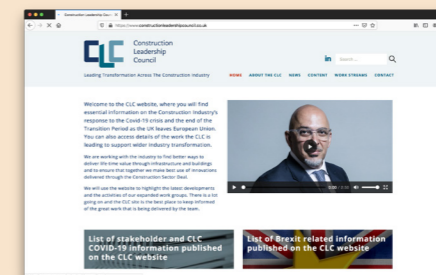 Construction Leadership Cou...
https://www.constructionleadershipcouncil.co.uk
CLC
Construction
Leadership
Council
in
Search ...
Leading Transformation Across The Construction Industry
HOME ABOUT THE CLC NEWS CONTENT WORK STREAMS CONTACT
Welcome to the CLC website, where you will find
essential information on the Construction Industry's
response to the Covid-19 crisis and the end of the
Transition Period as the UK leaves European Union.
You can also access details of the work the CLC is
leading to support wider industry transformation.
We are working with the industry to find better ways to
deliver life time value through infrastructure and buildings
and to ensure that together we make best use of innovations
delivered through the Construction Sector Deal.
We will use the website to highlight the latest developments
and the activities of our expanded work groups. There is a lot
going on and the CLC site is the best place to keep informed
of the great work that is being delivered by the team.
List of stakeholder and CLC
COVID-19 information published
on the CLC website
List of Brexit related information
published on the CLC website